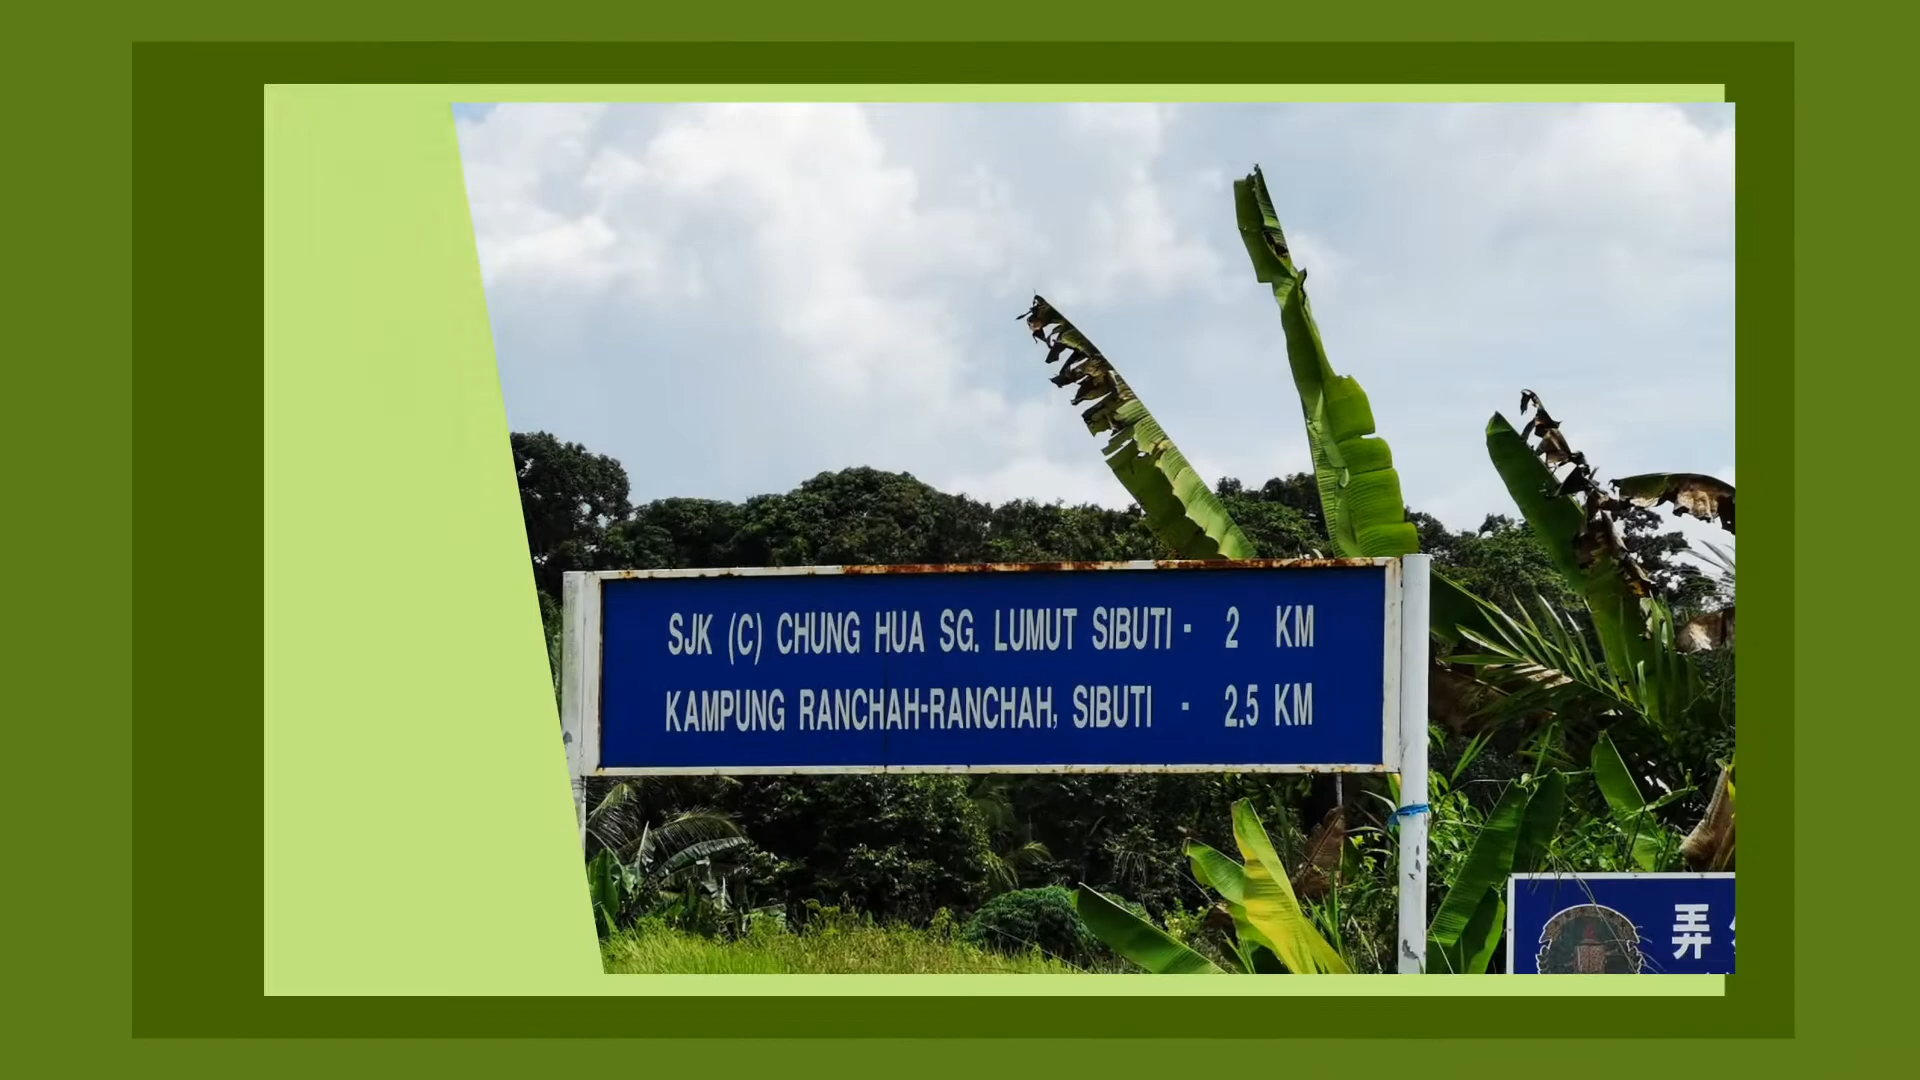 SJK (C) CHUNG HUA SG. LUMUT SIBUTI - 2 KM
KAMPUNG RANCHAH-RANCHAH, SIBUTI - 2.5 KM
弄